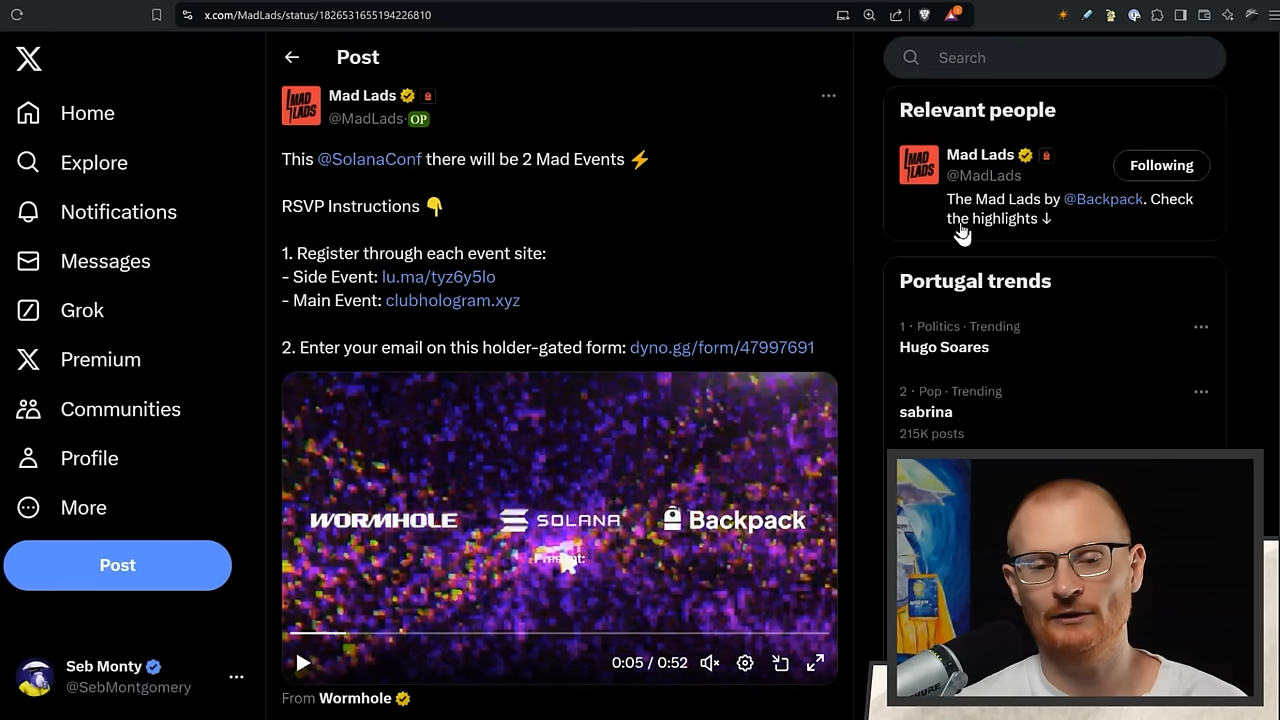 x.com/MadLads/status/1826531655194226810
Home
Explore
Notifications
Messages
Grok
Premium
Communities
Profile
More
Post
Seb Monty
@SebMontgomery
Post
MAD LADS
Mad Lads
@MadLads· OP
This @SolanaConf there will be 2 Mad Events ⚡
RSVP Instructions 👇
1. Register through each event site:
- Side Event: lu.ma/tyz6y5lo
- Main Event: clubhologram.xyz
2. Enter your email on this holder-gated form: dyno.gg/form/47997691
WORMHOLE SOLANA Backpack
0:05 / 0:52
From Wormhole
Search
Relevant people
MAD LADS
Mad Lads
@MadLads
Following
The Mad Lads by @Backpack. Check
the highlights ↓
Portugal trends
1 · Politics · Trending
Hugo Soares
2 · Pop · Trending
sabrina
215K posts